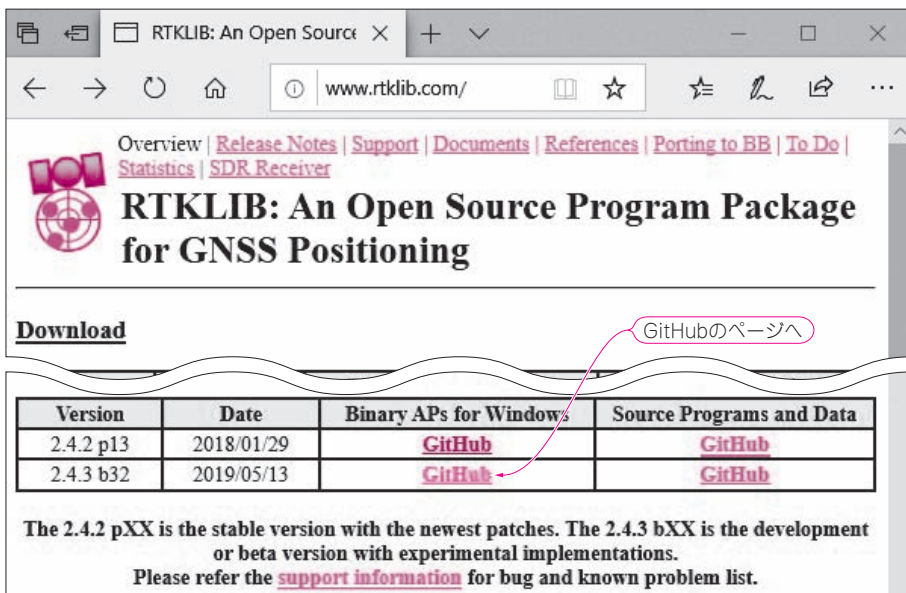 RTKLIB: An Open Source
www.rtklib.com/
Overview | Release Notes | Support | Documents | References | Porting to BB | To Do |
Statistics | SDR Receiver
RTKLIB: An Open Source Program Package
for GNSS Positioning
Download
GitHubのページへ
Version Date Binary APs for Windows Source Programs and Data
2.4.2 p13 2018/01/29 GitHub GitHub
2.4.3 b32 2019/05/13 GitHub GitHub
The 2.4.2 pXX is the stable version with the newest patches. The 2.4.3 bXX is the development
or beta version with experimental implementations.
Please refer the support information for bug and known problem list.